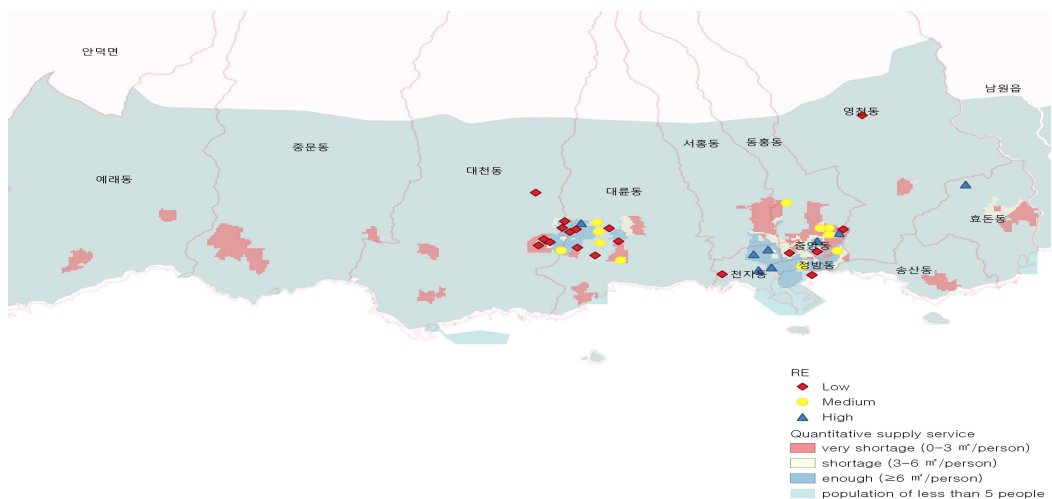 안덕면
남원읍
영천동
서홍동
동홍동
중문동
대천동
예래동
대륜동
효돈동
중앙동
정방동
송산동
천지동
RE
Low
Medium
High
Quantitative supply service
very shortage (0-3 ㎡/person)
shortage (3-6 ㎡/person)
enough (≥6 ㎡/person)
population of less than 5 people